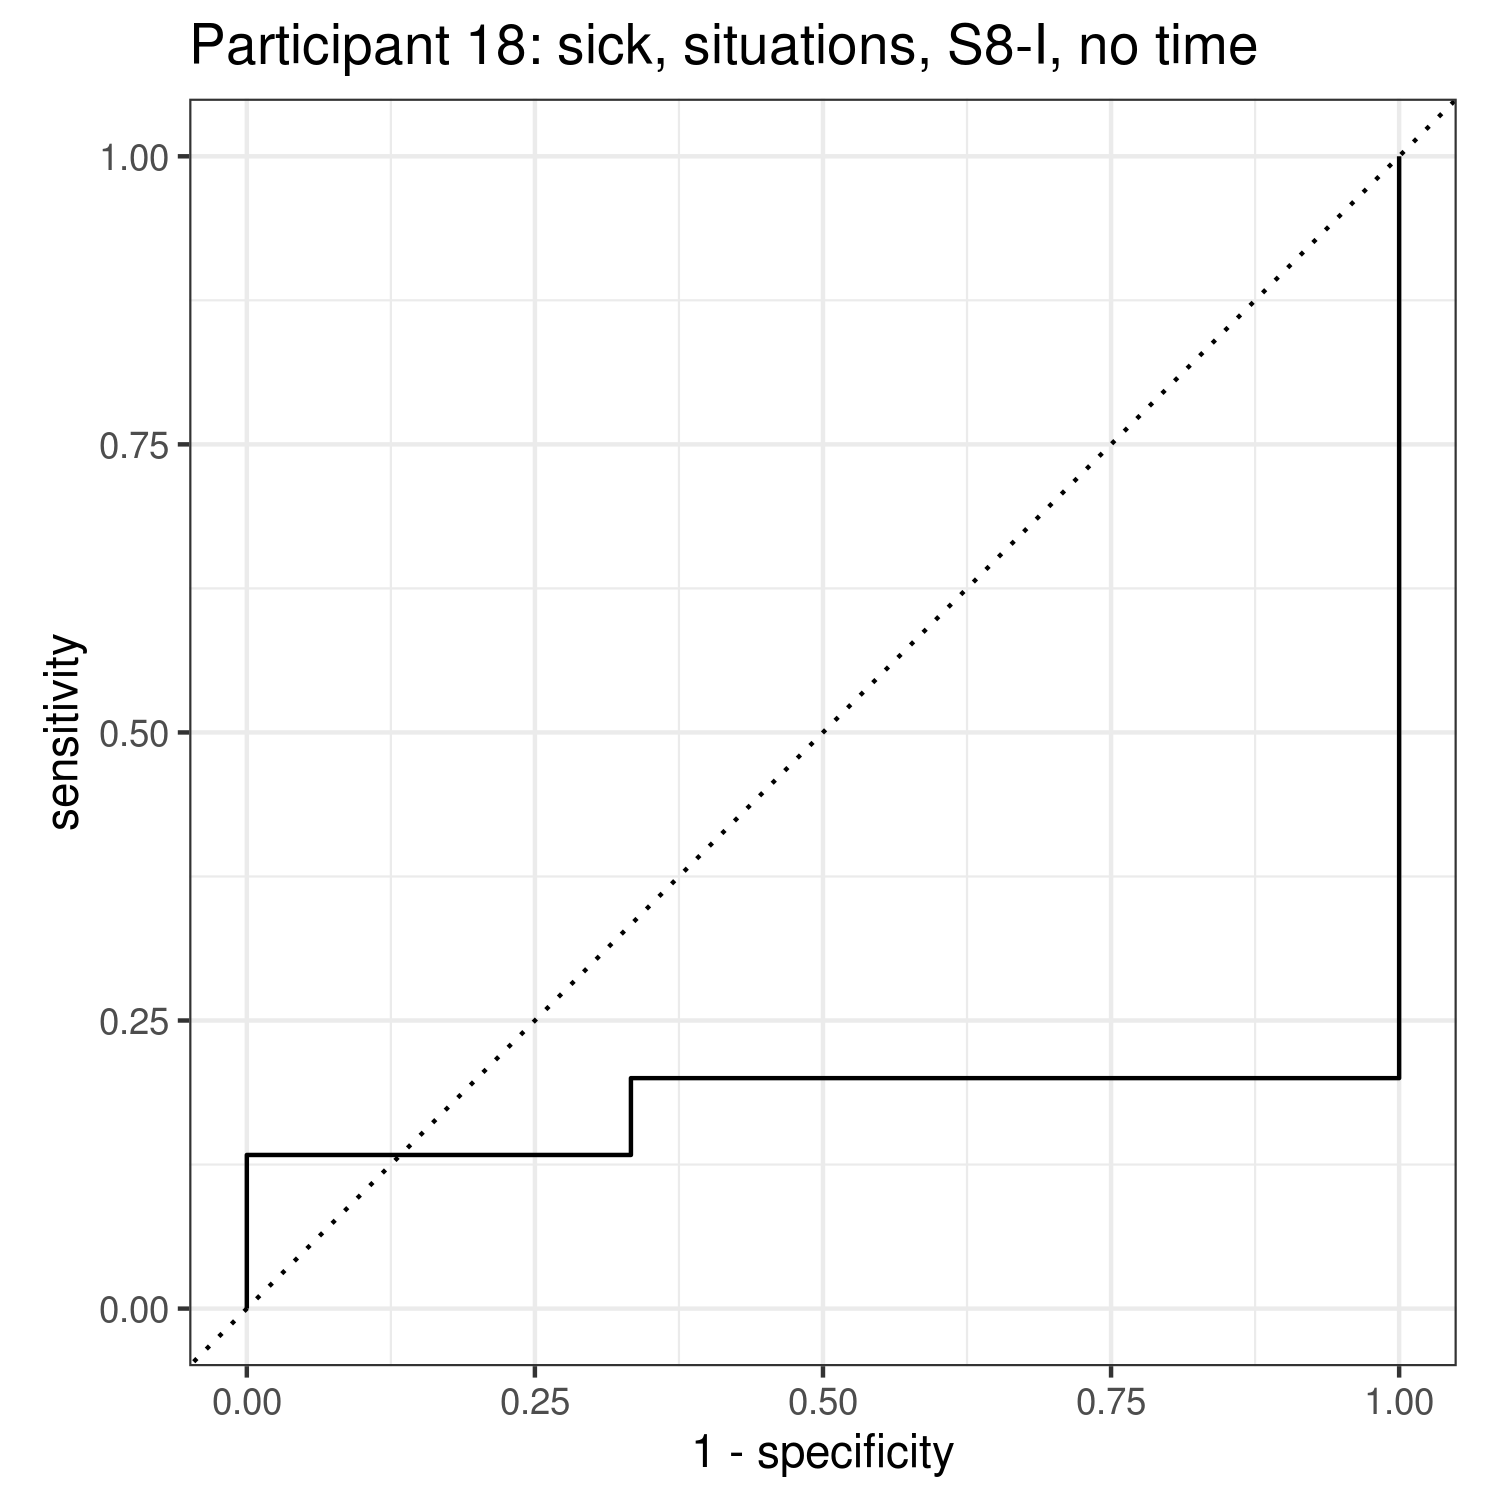 Participant 18: sick, situations, S8-I, no time
1.00
0.75
0.50
0.25
0.00
sensitivity
0.00 0.25 0.50 0.75 1.00
1 - specificity